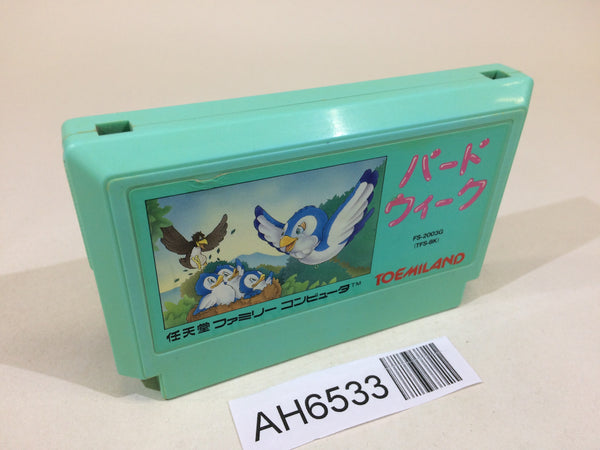 バード
ウィーク
FS-2003G
(TFS-BK)
TOEMILAND
任天堂 ファミリー コンピュータ™
AH6533